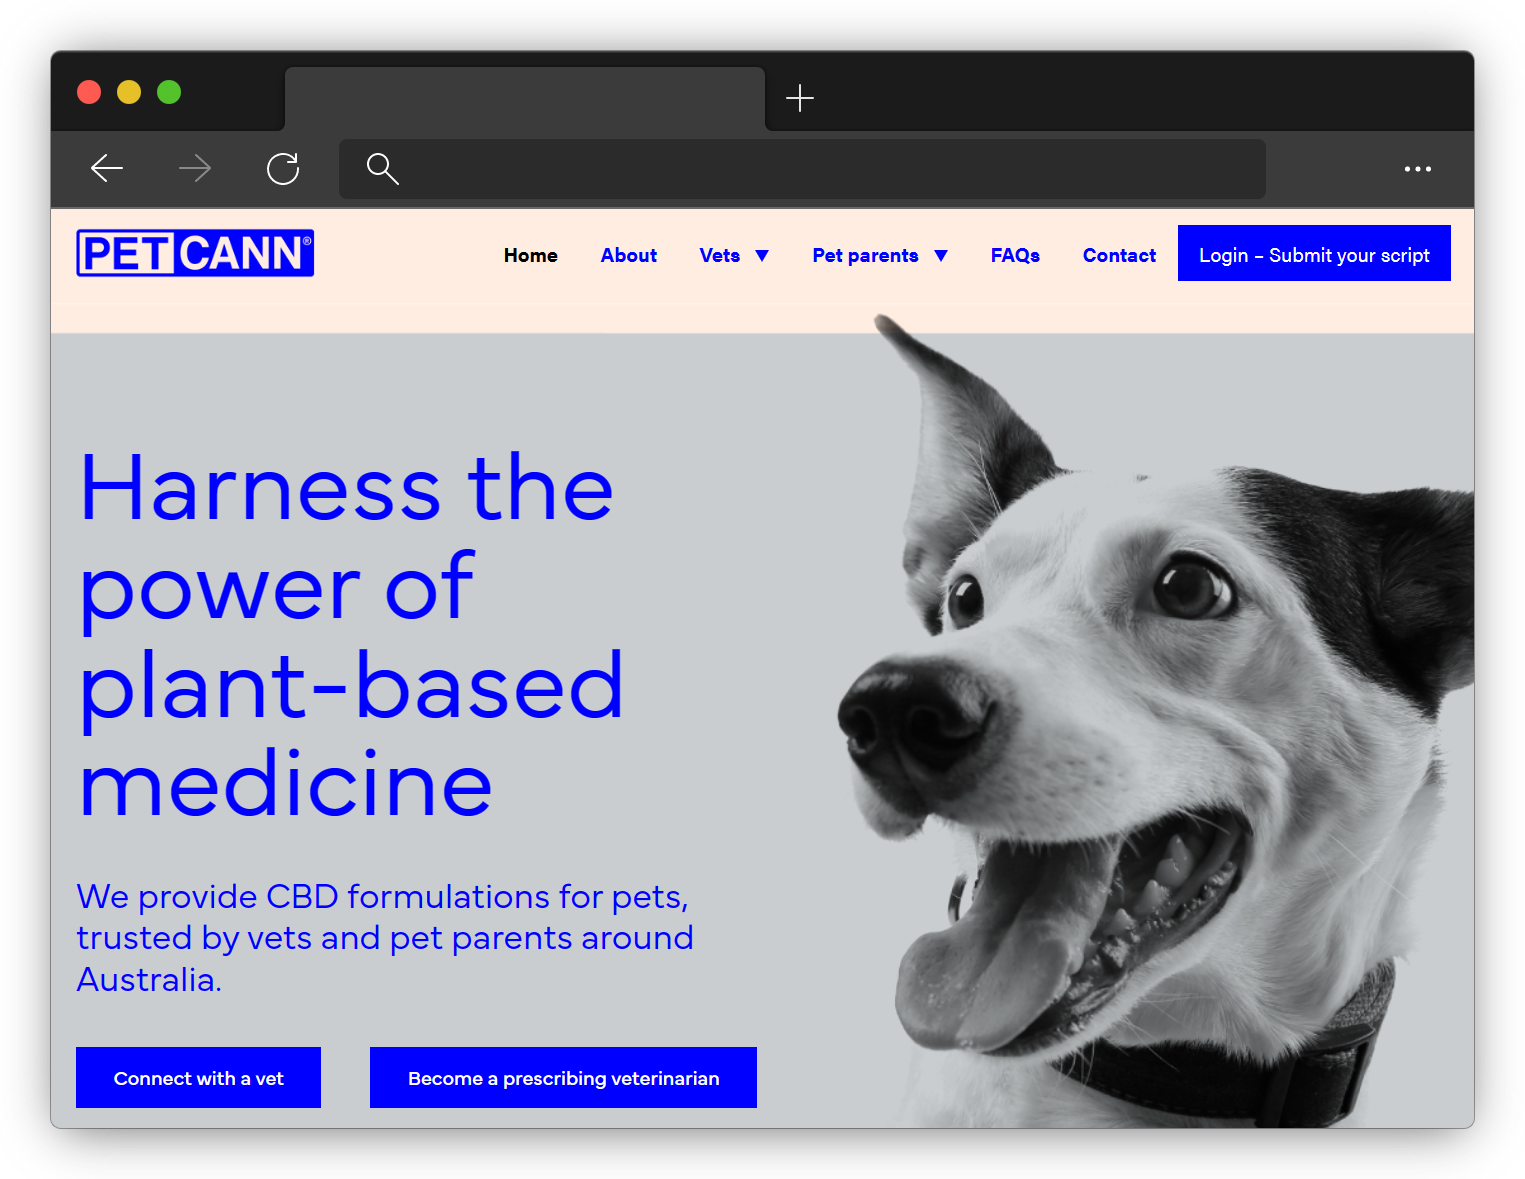 PET CANN®
Home About Vets ▼ Pet parents ▼ FAQs Contact Login – Submit your script
Harness the
power of
plant-based
medicine
We provide CBD formulations for pets,
trusted by vets and pet parents around
Australia.
Connect with a vet Become a prescribing veterinarian